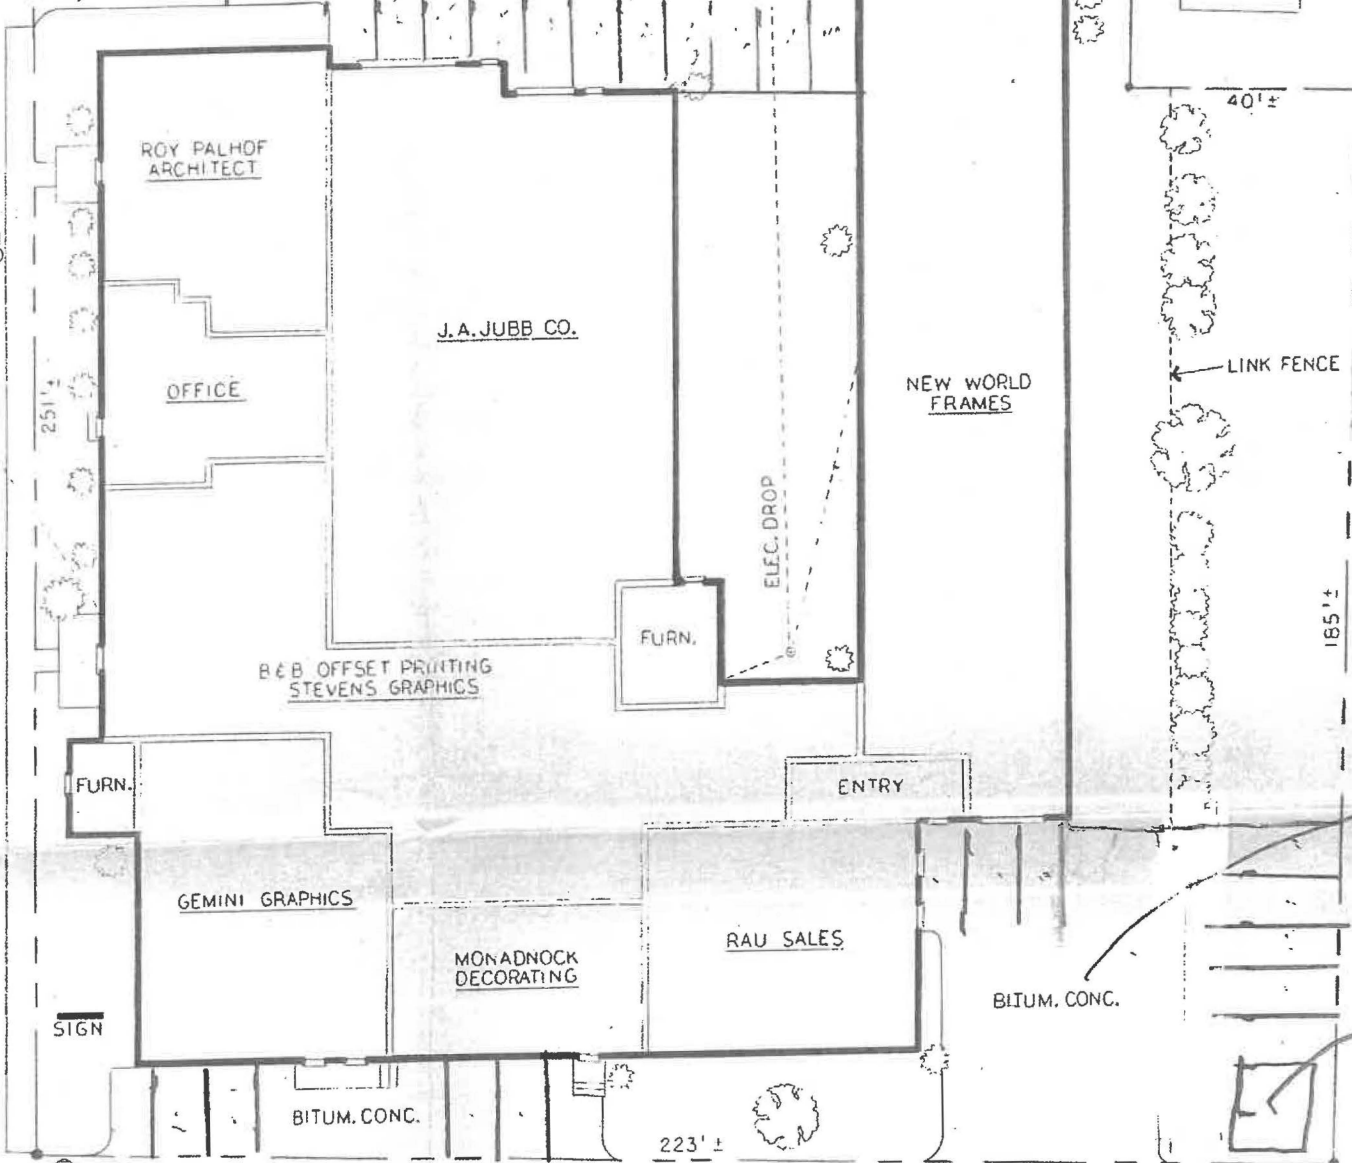 40'±
ROY PALHOF
ARCHITECT
J.A. JUBB CO.
LINK FENCE
NEW WORLD
FRAMES
OFFICE
251'±
ELEC. DROP
185'±
FURN.
B & B OFFSET PRINTING
STEVENS GRAPHICS
FURN.
ENTRY
GEMINI GRAPHICS
RAU SALES
MONADNOCK
DECORATING
BITUM. CONC.
SIGN
BITUM. CONC.
223'±